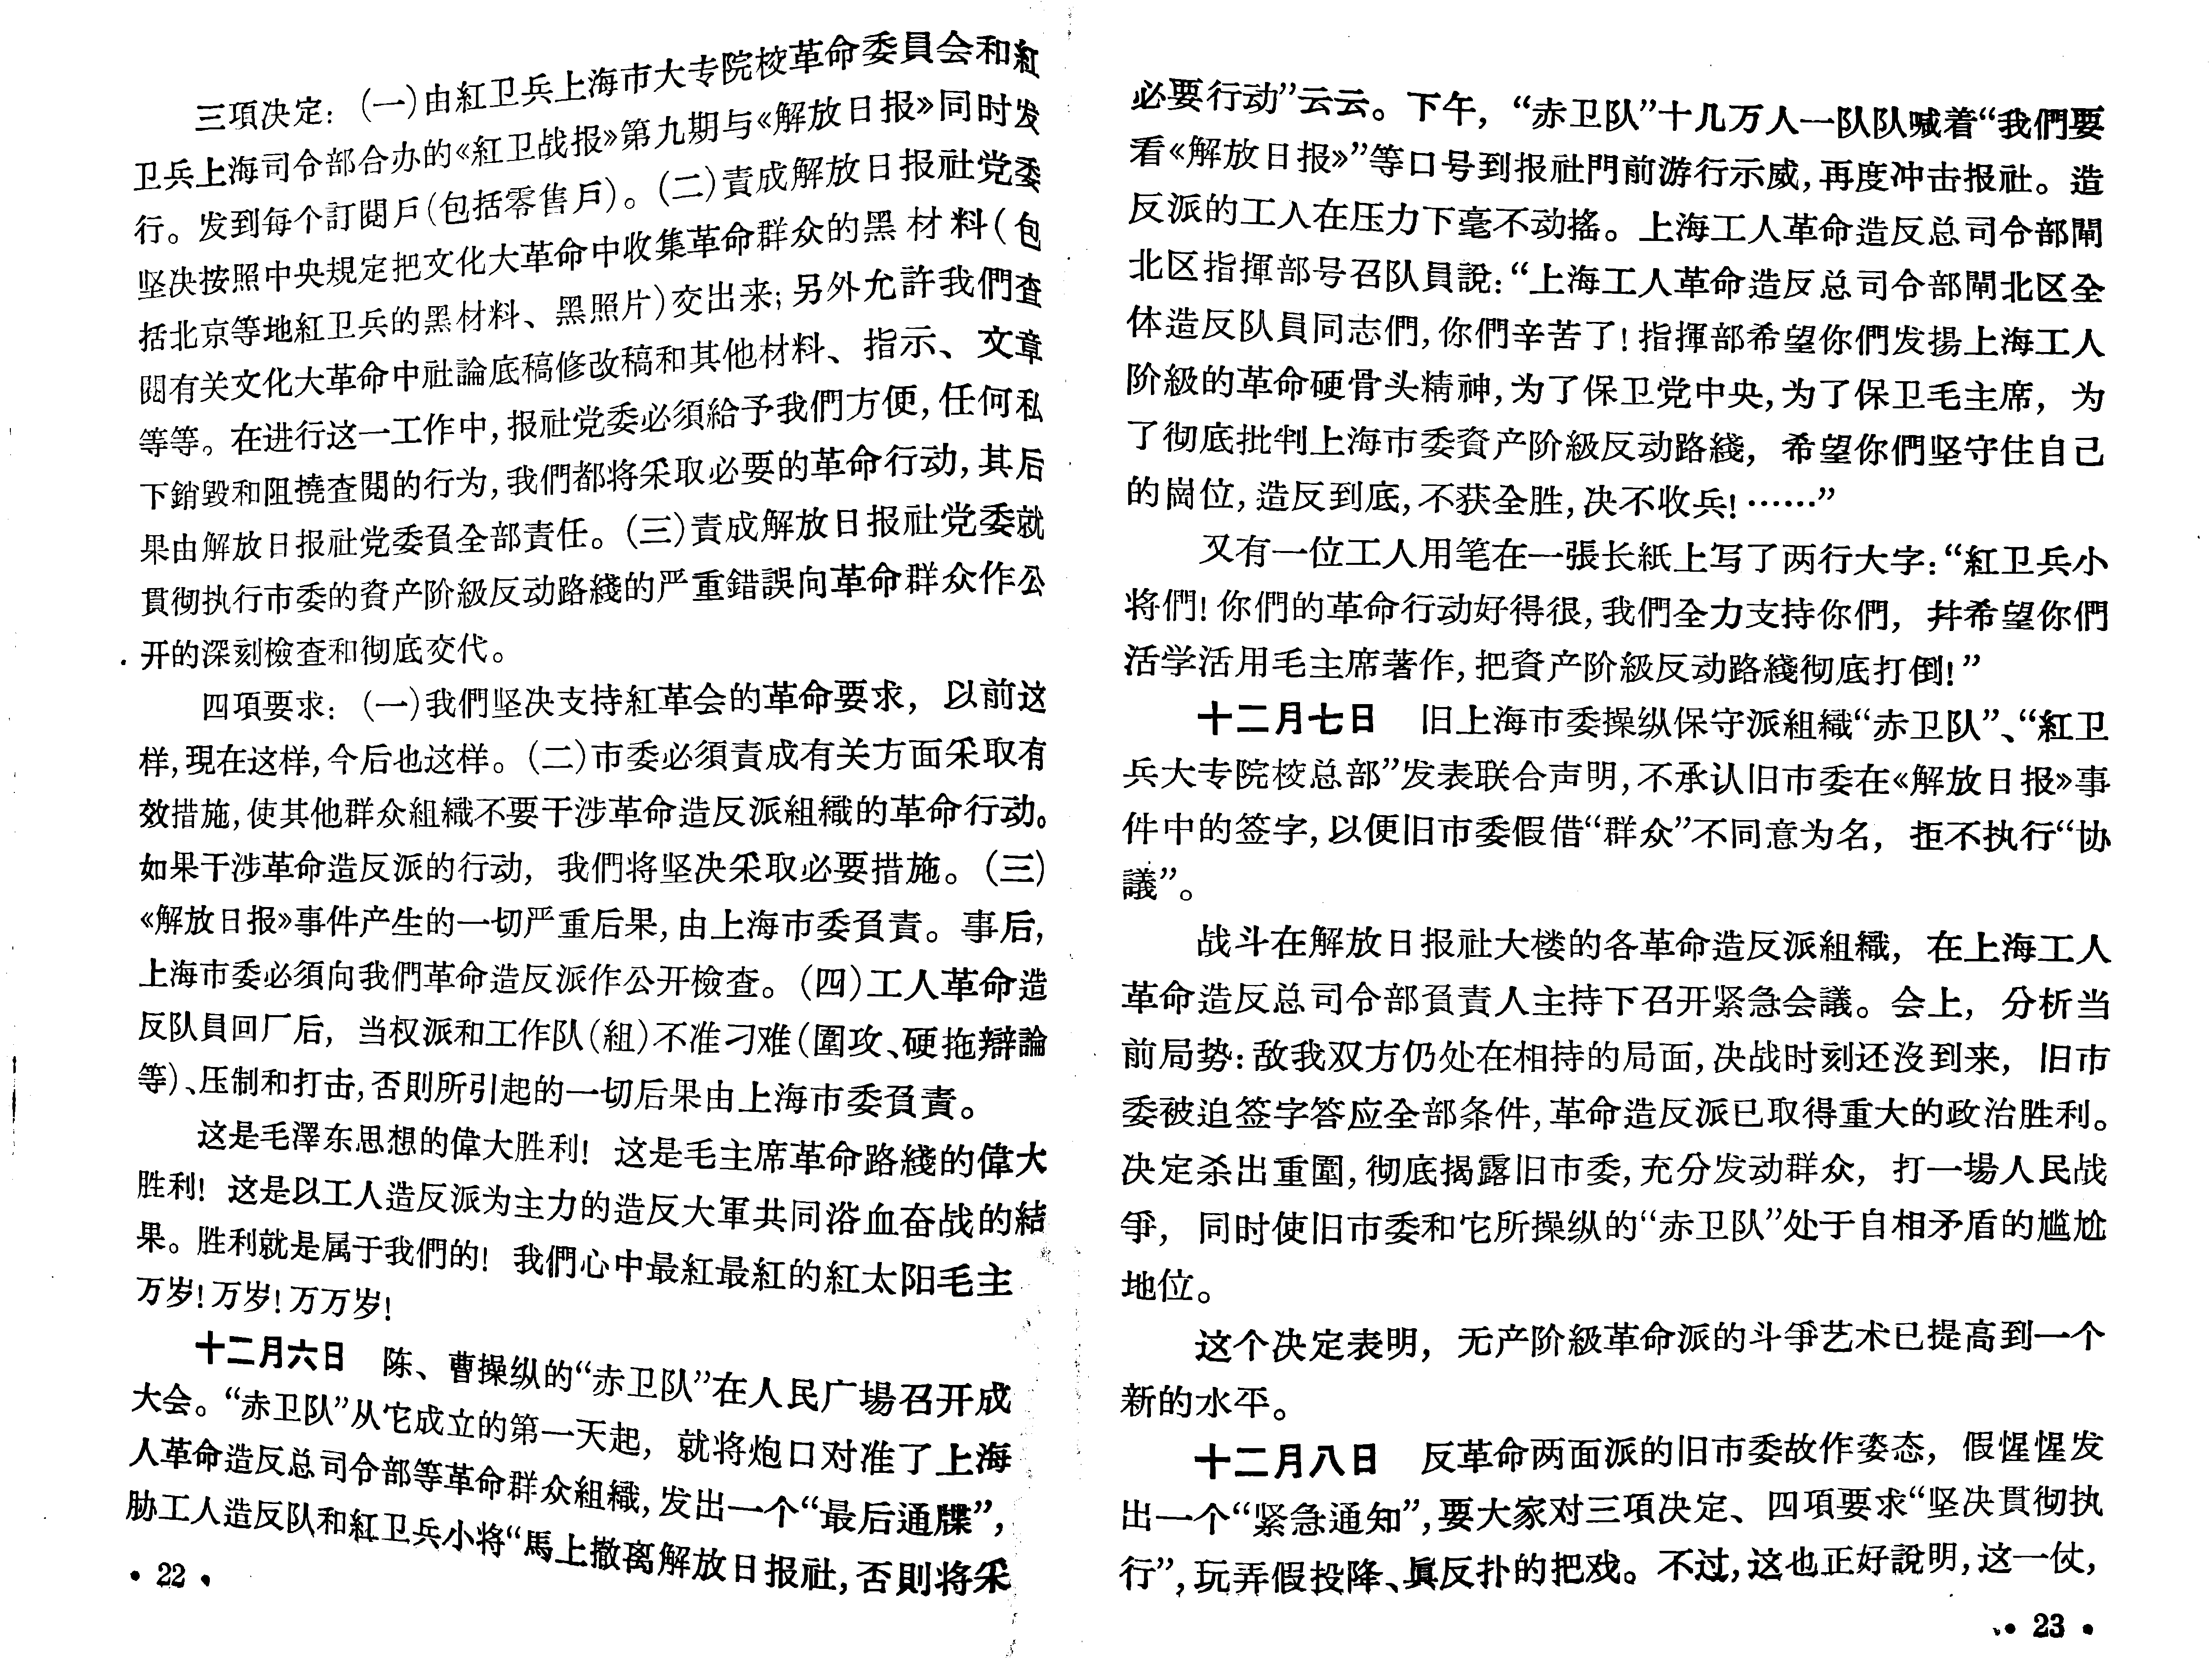 三項决定：(一)由紅卫兵上海市大专院校革命委員会和紅
卫兵上海司令部合办的《紅卫战报》第九期与《解放日报》同时发
行。发到每个訂閱戶(包括零售戶)。(二)責成解放日报社党委
坚决按照中央規定把文化大革命中收集革命群众的黑材料(包
括北京等地紅卫兵的黑材料、黑照片)交出来；另外允許我們査
閱有关文化大革命中社論底稿修改稿和其他材料、指示、文章
等等。在进行这一工作中，报社党委必須給予我們方便，任何私
下銷毁和阻撓査閱的行为，我們都将采取必要的革命行动，其后
果由解放日报社党委負全部責任。(三)責成解放日报社党委就
貫彻执行市委的資产阶級反动路綫的严重錯誤向革命群众作公
开的深刻檢査和彻底交代。
四項要求：(一)我們坚决支持紅革会的革命要求，以前这
样，現在这样，今后也这样。(二)市委必須責成有关方面采取有
效措施，使其他群众組織不要干涉革命造反派組織的革命行动。
如果干涉革命造反派的行动，我們将坚决采取必要措施。(三)
《解放日报》事件产生的一切严重后果，由上海市委負責。事后，
上海市委必須向我們革命造反派作公开檢査。(四)工人革命造
反队員回厂后，当权派和工作队(組)不准刁难(圍攻、硬拖辯論
等)、压制和打击，否則所引起的一切后果由上海市委負責。
这是毛澤东思想的偉大胜利！这是毛主席革命路綫的偉大
胜利！这是以工人造反派为主力的造反大軍共同浴血奋战的結
果。胜利就是属于我們的！我們心中最紅最紅的紅太阳毛主
万岁！万岁！万万岁！
十二月六日 陈、曹操纵的“赤卫队”在人民广場召开成
大会。“赤卫队”从它成立的第一天起，就将炮口对准了上海
人革命造反总司令部等革命群众組織，发出一个“最后通牒”，
胁工人造反队和紅卫兵小将“馬上撤离解放日报社，否則将采
• 22 •
必要行动”云云。下午，“赤卫队”十几万人一队队喊着“我們要
看《解放日报》”等口号到报社門前游行示威，再度冲击报社。造
反派的工人在压力下毫不动搖。上海工人革命造反总司令部閘
北区指揮部号召队員說：“上海工人革命造反总司令部閘北区全
体造反队員同志們，你們辛苦了！指揮部希望你們发揚上海工人
阶級的革命硬骨头精神，为了保卫党中央，为了保卫毛主席，为
了彻底批判上海市委資产阶級反动路綫，希望你們坚守住自己
的崗位，造反到底，不获全胜，决不收兵！……”
又有一位工人用笔在一張长紙上写了两行大字：“紅卫兵小
将們！你們的革命行动好得很，我們全力支持你們，幷希望你們
活学活用毛主席著作，把資产阶級反动路綫彻底打倒！”
十二月七日 旧上海市委操纵保守派組織“赤卫队”、“紅卫
兵大专院校总部”发表联合声明，不承认旧市委在《解放日报》事
件中的签字，以便旧市委假借“群众”不同意为名，拒不执行“协
議”。
战斗在解放日报社大楼的各革命造反派組織，在上海工人
革命造反总司令部負責人主持下召开紧急会議。会上，分析当
前局势：敌我双方仍处在相持的局面，决战时刻还沒到来，旧市
委被迫签字答应全部条件，革命造反派已取得重大的政治胜利。
决定杀出重圍，彻底揭露旧市委，充分发动群众，打一場人民战
爭，同时使旧市委和它所操纵的“赤卫队”处于自相矛盾的尴尬
地位。
这个决定表明，无产阶級革命派的斗爭艺术已提高到一个
新的水平。
十二月八日 反革命两面派的旧市委故作姿态，假惺惺发
出一个“紧急通知”，要大家对三項决定、四項要求“坚决貫彻执
行”，玩弄假投降、眞反扑的把戏。不过，这也正好說明，这一仗，
• 23 •